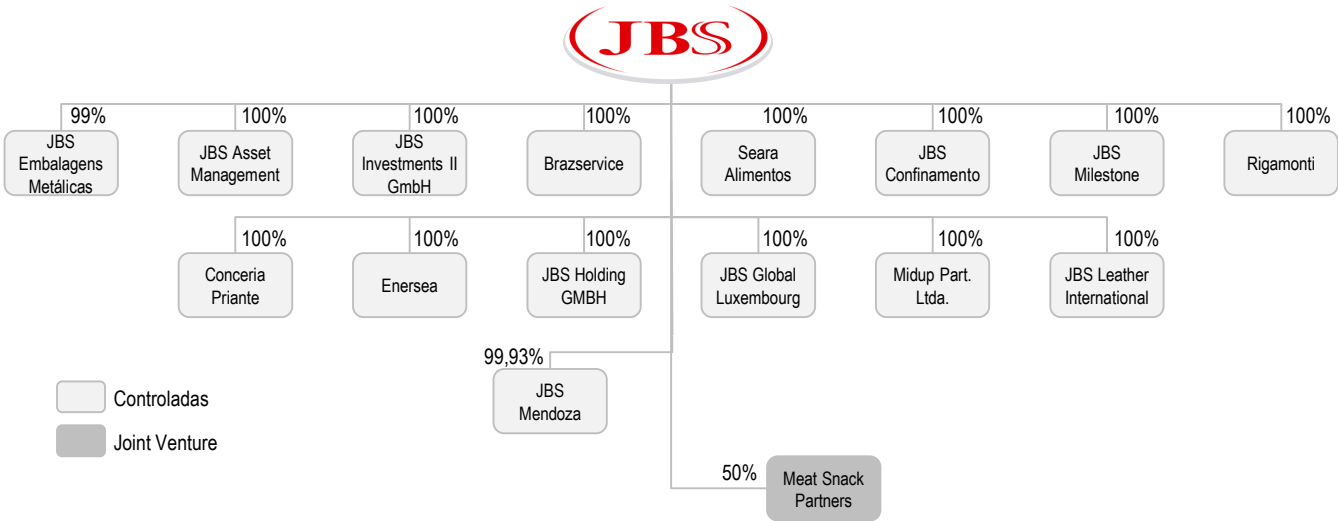 JBS
99%
100%
100%
100%
100%
100%
100%
100%
JBS
Embalagens
Metálicas
JBS Asset
Management
JBS
Investments II
GmbH
Brazservice
Seara
Alimentos
JBS
Confinamento
JBS
Milestone
Rigamonti
100%
100%
100%
100%
100%
100%
Conceria
Priante
Enersea
JBS Holding
GMBH
JBS Global
Luxembourg
Midup Part.
Ltda.
JBS Leather
International
99,93%
JBS
Mendoza
Controladas
Joint Venture
50%
Meat Snack
Partners